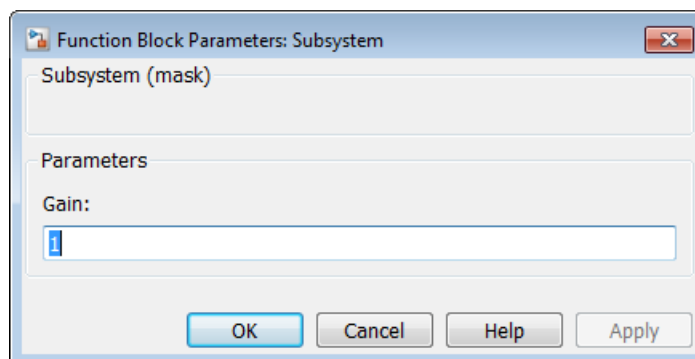 Function Block Parameters: Subsystem
Subsystem (mask)
Parameters
Gain:
1
OK Cancel Help Apply